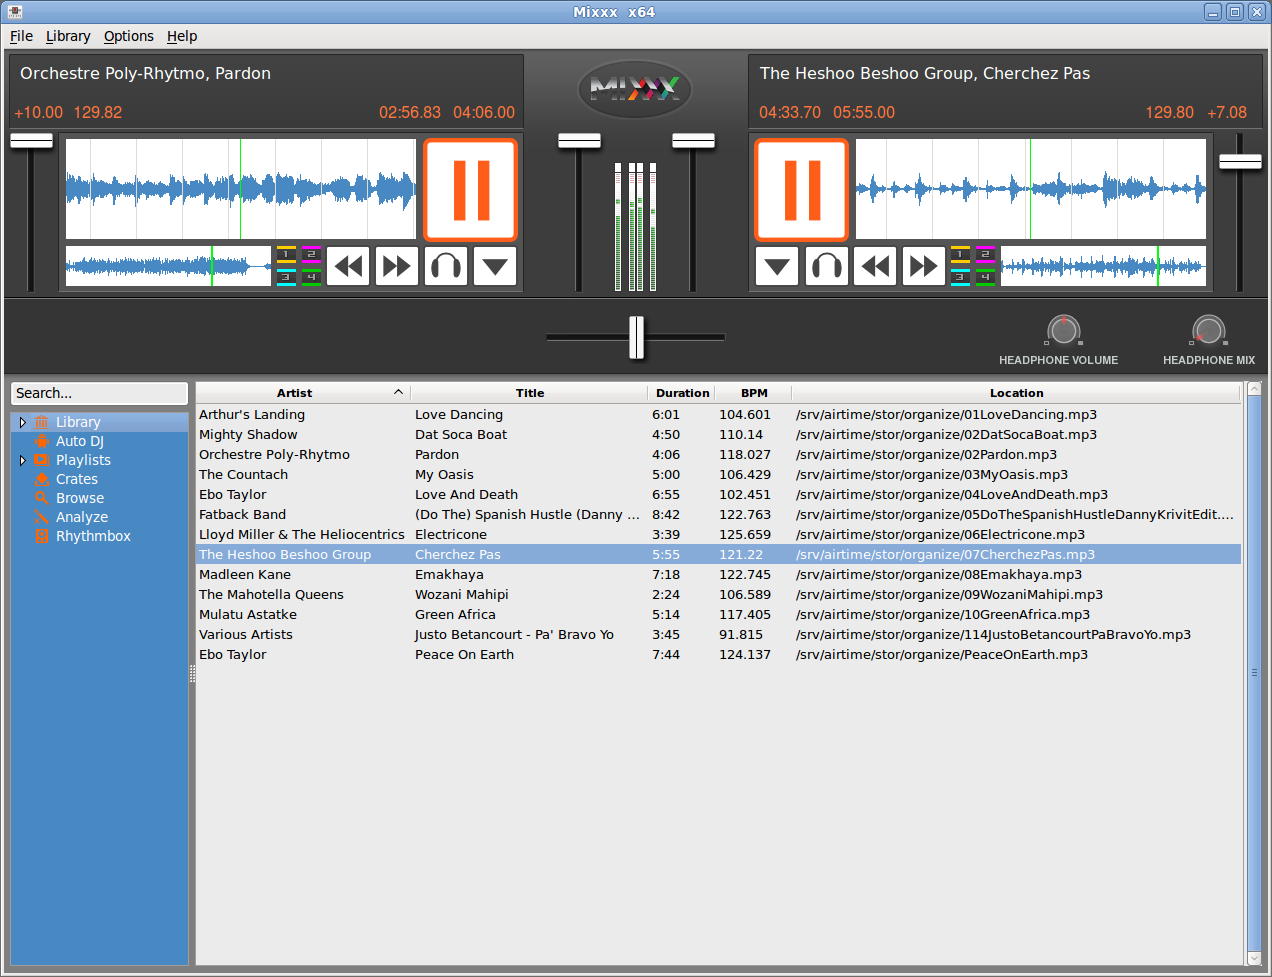 Mixxx x64
File Library Options Help
Orchestre Poly-Rhytmo, Pardon
+10.00 129.82 02:56.83 04:06.00
MIXXX
The Heshoo Beshoo Group, Cherchez Pas
04:33.70 05:55.00 129.80 +7.08
1 2
3 4
1 2
3 4
HEADPHONE VOLUME HEADPHONE MIX
Search...
Library
Auto DJ
Playlists
Crates
Browse
Analyze
Rhythmbox
Artist Title Duration BPM Location
Arthur's Landing Love Dancing 6:01 104.601 /srv/airtime/stor/organize/01LoveDancing.mp3
Mighty Shadow Dat Soca Boat 4:50 110.14 /srv/airtime/stor/organize/02DatSocaBoat.mp3
Orchestre Poly-Rhytmo Pardon 4:06 118.027 /srv/airtime/stor/organize/02Pardon.mp3
The Countach My Oasis 5:00 106.429 /srv/airtime/stor/organize/03MyOasis.mp3
Ebo Taylor Love And Death 6:55 102.451 /srv/airtime/stor/organize/04LoveAndDeath.mp3
Fatback Band (Do The) Spanish Hustle (Danny ... 8:42 122.763 /srv/airtime/stor/organize/05DoTheSpanishHustleDannyKrivitEdit....
Lloyd Miller & The Heliocentrics Electricone 3:39 125.659 /srv/airtime/stor/organize/06Electricone.mp3
The Heshoo Beshoo Group Cherchez Pas 5:55 121.22 /srv/airtime/stor/organize/07CherchezPas.mp3
Madleen Kane Emakhaya 7:18 122.745 /srv/airtime/stor/organize/08Emakhaya.mp3
The Mahotella Queens Wozani Mahipi 2:24 106.589 /srv/airtime/stor/organize/09WozaniMahipi.mp3
Mulatu Astatke Green Africa 5:14 117.405 /srv/airtime/stor/organize/10GreenAfrica.mp3
Various Artists Justo Betancourt - Pa' Bravo Yo 3:45 91.815 /srv/airtime/stor/organize/114JustoBetancourtPaBravoYo.mp3
Ebo Taylor Peace On Earth 7:44 124.137 /srv/airtime/stor/organize/PeaceOnEarth.mp3